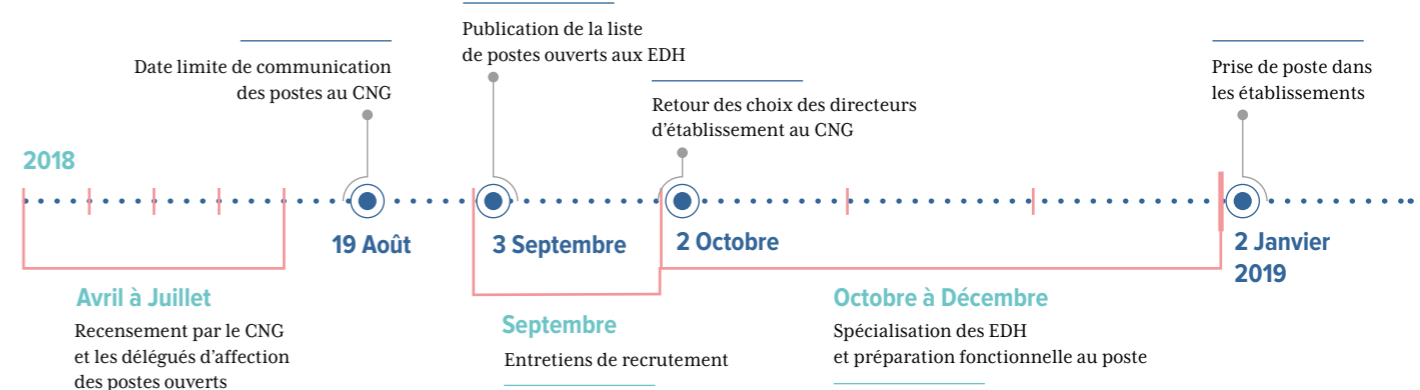 Publication de la liste
de postes ouverts aux EDH
Date limite de communication
des postes au CNG
Retour des choix des directeurs
d'établissement au CNG
Prise de poste dans
les établissements
2018
19 Août
3 Septembre
2 Octobre
2 Janvier
2019
Avril à Juillet
Recensement par le CNG
et les délégués d'affection
des postes ouverts
Septembre
Entretiens de recrutement
Octobre à Décembre
Spécialisation des EDH
et préparation fonctionnelle au poste